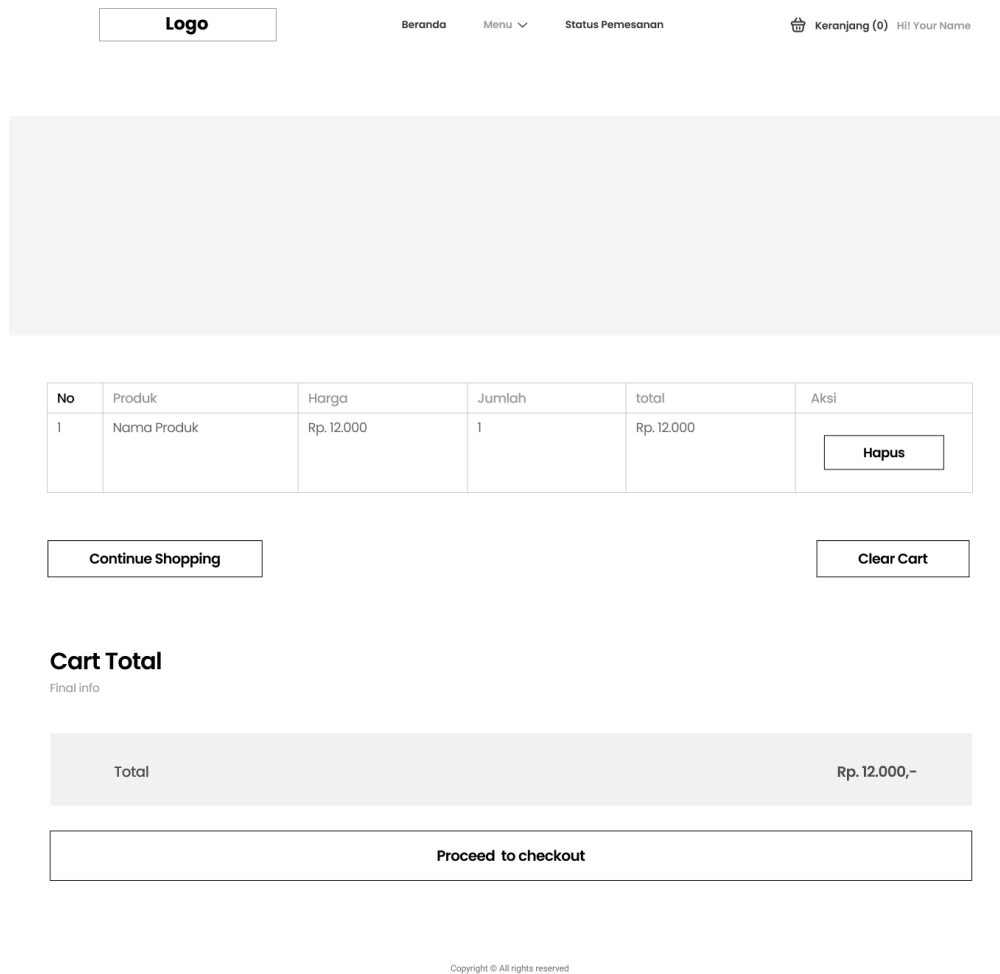 Logo
Beranda Menu Status Pemesanan Keranjang (0) Hi! Your Name
No Produk Harga Jumlah total Aksi
1 Nama Produk Rp. 12.000 1 Rp. 12.000 Hapus
Continue Shopping Clear Cart
Cart Total
Final info
Total Rp. 12.000,-
Proceed to checkout
Copyright © All rights reserved